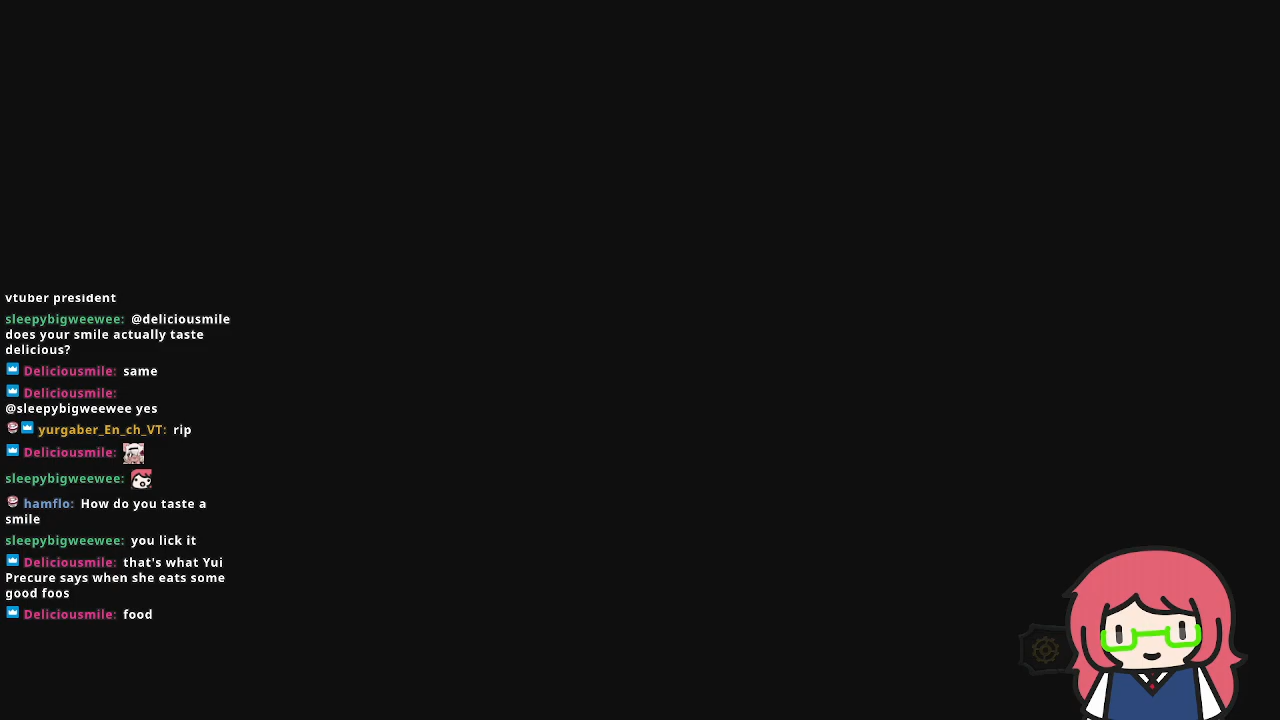 vtuber president
sleepybigweewee: @deliciousmile
does your smile actually taste
delicious?
Deliciousmile: same
Deliciousmile:
@sleepybigweewee yes
yurgaber_En_ch_VT: rip
Deliciousmile:
sleepybigweewee:
hamflo: How do you taste a
smile
sleepybigweewee: you lick it
Deliciousmile: that's what Yui
Precure says when she eats some
good foos
Deliciousmile: food